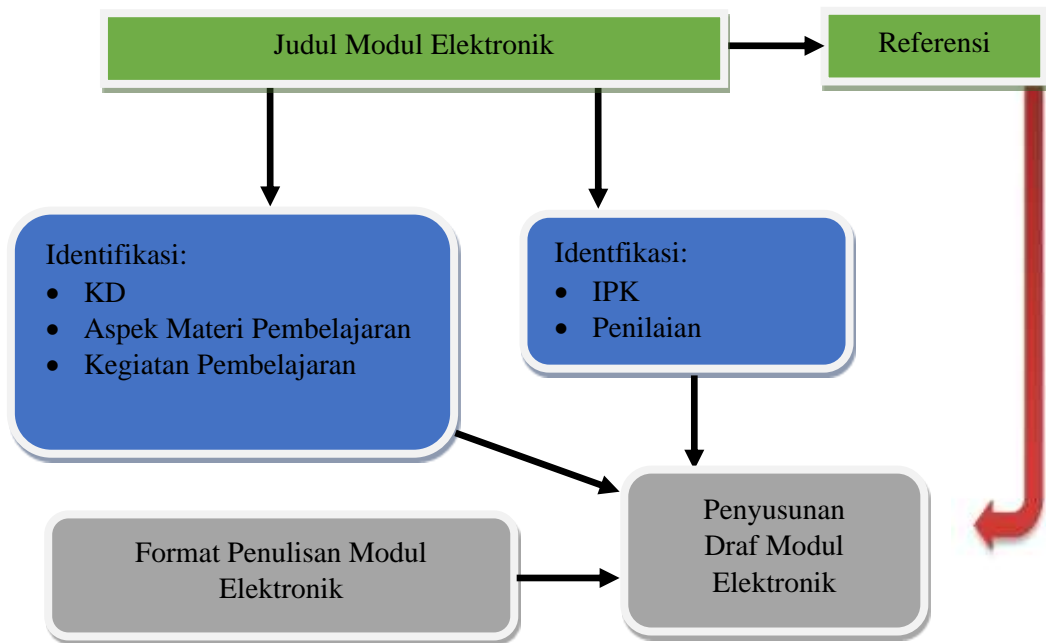 Judul Modul Elektronik
Referensi
Identifikasi:
• KD
• Aspek Materi Pembelajaran
• Kegiatan Pembelajaran
Identfikasi:
• IPK
• Penilaian
Format Penulisan Modul
Elektronik
Penyusunan
Draf Modul
Elektronik